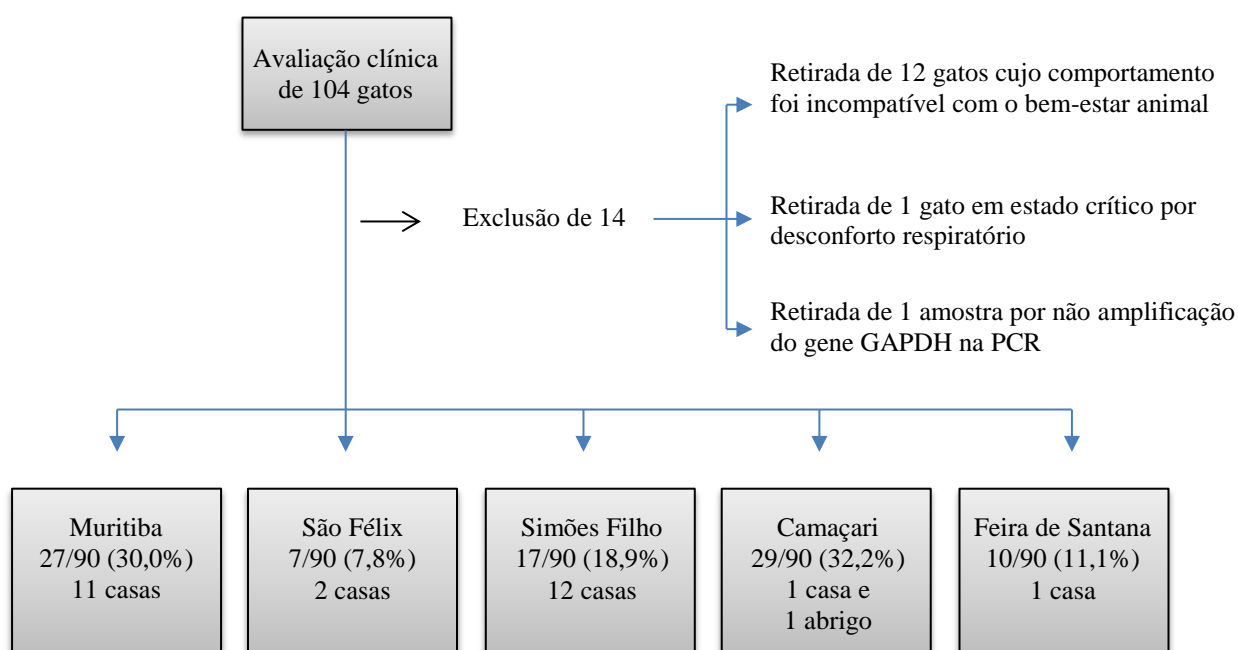 Avaliação clínica
de 104 gatos
Retirada de 12 gatos cujo comportamento
foi incompatível com o bem-estar animal
Exclusão de 14
Retirada de 1 gato em estado crítico por
desconforto respiratório
Retirada de 1 amostra por não amplificação
do gene GAPDH na PCR
Muritiba
27/90 (30,0%)
11 casas
São Félix
7/90 (7,8%)
2 casas
Simões Filho
17/90 (18,9%)
12 casas
Camaçari
29/90 (32,2%)
1 casa e
1 abrigo
Feira de Santana
10/90 (11,1%)
1 casa